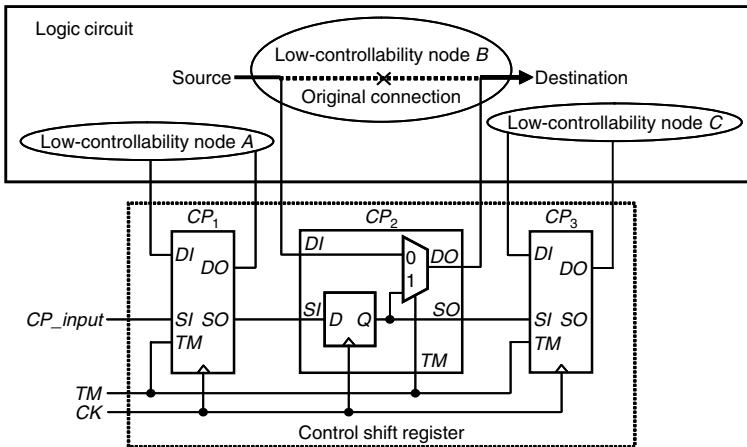 Logic circuit
Low-controllability node B
Source
Destination
Original connection
Low-controllability node A
Low-controllability node C
CP1
CP2
CP3
DI
DO
SI SO
TM
DI
0
1
DO
SI
D Q
SO
TM
DI
DO
SI SO
TM
CP_input
TM
CK
Control shift register